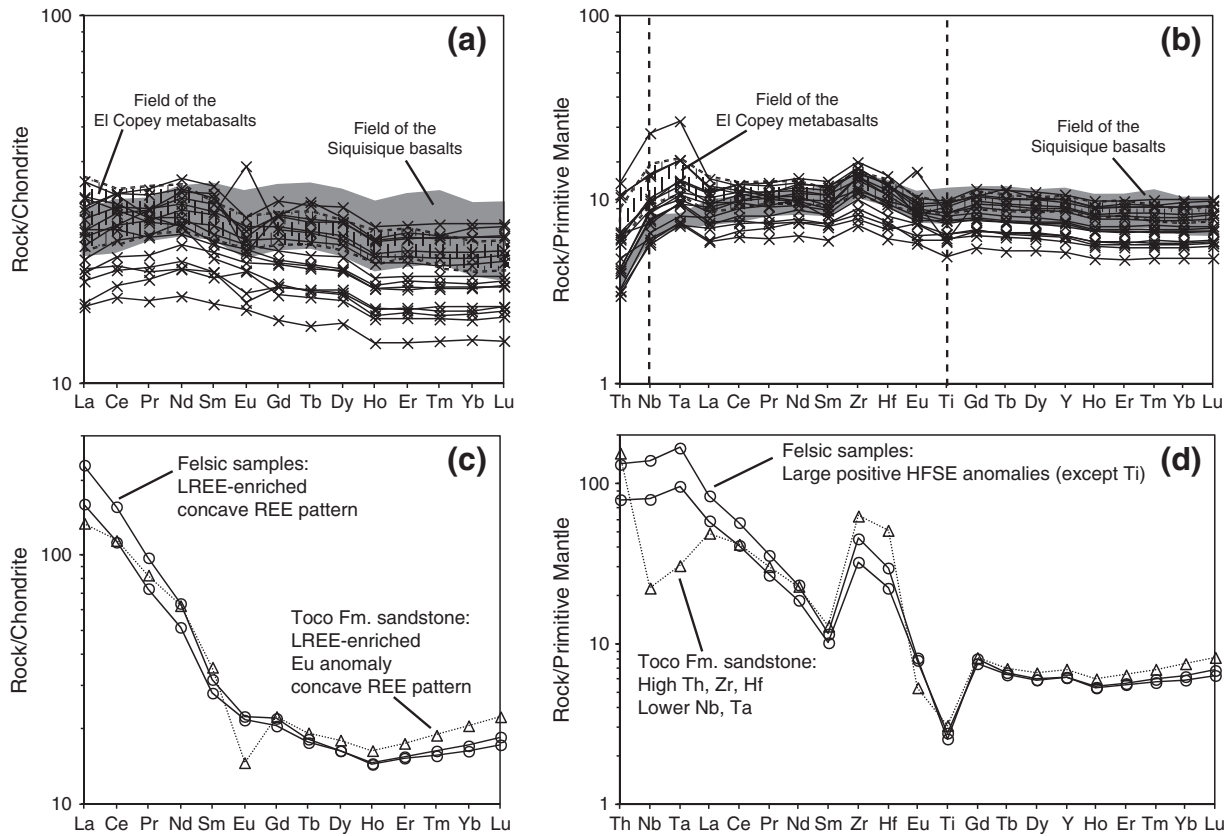 100
(a)
Field of the
El Copey metabasalts
Field of the
Siquisique basalts
Rock/Chondrite
10
La Ce Pr Nd Sm Eu Gd Tb Dy Ho Er Tm Yb Lu
100
(b)
Field of the
El Copey metabasalts
Field of the
Siquisique basalts
Rock/Primitive Mantle
10
1
Th Nb Ta La Ce Pr Nd Sm Zr Hf Eu Ti Gd Tb Dy Y Ho Er Tm Yb Lu
(c)
Felsic samples:
LREE-enriched
concave REE pattern
100
Rock/Chondrite
Toco Fm. sandstone:
LREE-enriched
Eu anomaly
concave REE pattern
10
La Ce Pr Nd Sm Eu Gd Tb Dy Ho Er Tm Yb Lu
100
(d)
Felsic samples:
Large positive HFSE anomalies (except Ti)
Rock/Primitive Mantle
10
Toco Fm. sandstone:
High Th, Zr, Hf
Lower Nb, Ta
1
Th Nb Ta La Ce Pr Nd Sm Zr Hf Eu Ti Gd Tb Dy Y Ho Er Tm Yb Lu